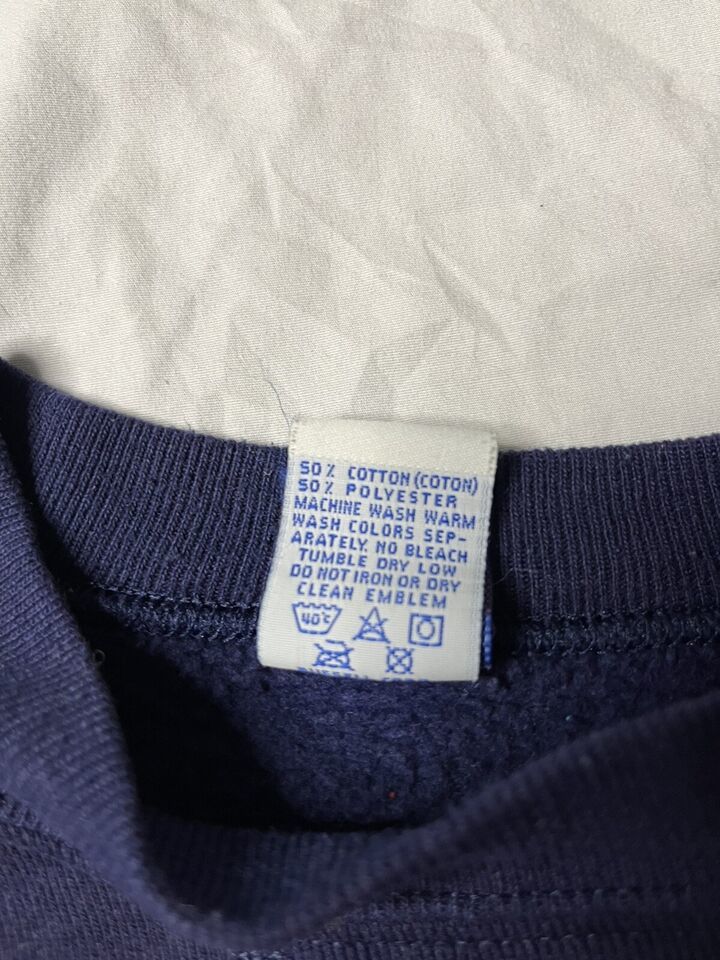 50% COTTON (COTON)
50% POLYESTER
MACHINE WASH WARM
WASH COLORS SEP-
ARATELY. NO BLEACH
TUMBLE DRY LOW
DO NOT IRON OR DRY
CLEAN EMBLEM
40°C